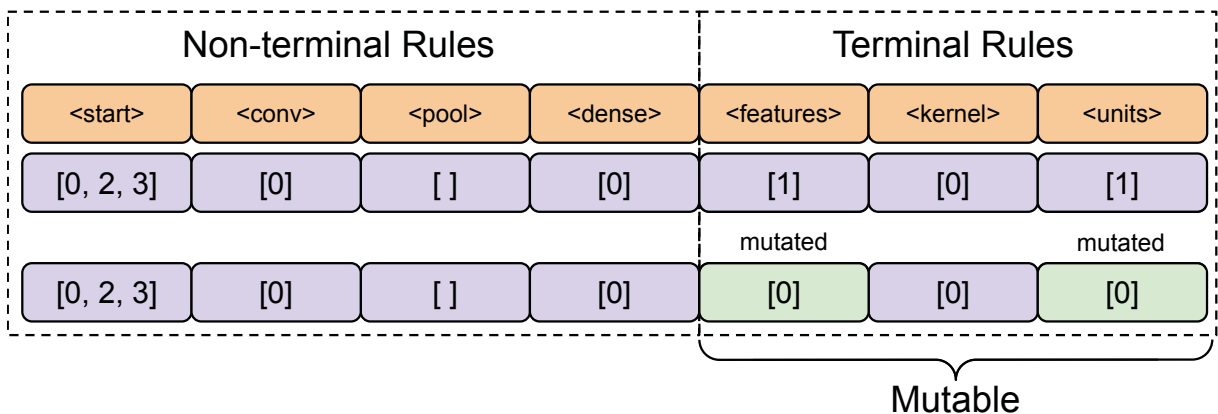 Non-terminal Rules Terminal Rules
<start> <conv> <pool> <dense> <features> <kernel> <units>
[0, 2, 3] [0] [ ] [0] [1] [0] [1]
mutated mutated
[0, 2, 3] [0] [ ] [0] [0] [0] [0]
Mutable